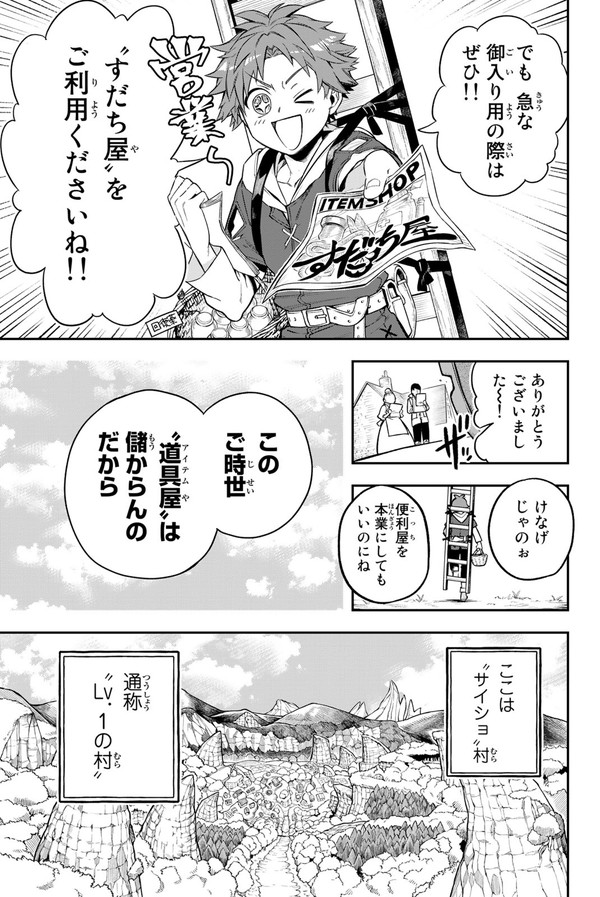 でも 急な
御入り用の際は
ぜひ!!
営業〜
ITEMSHOP
すだち屋
回復薬
“すだち屋”を
ご利用くださいね!!
ありがとう
ございまし
た〜!
ザッ
けなげ
じゃのぉ
便利屋を
本業にしても
いいのにね
この
ご時世
“道具屋”は
儲からんの
だから
ここは
“サイショ”村
通称
“Lv.1の村”